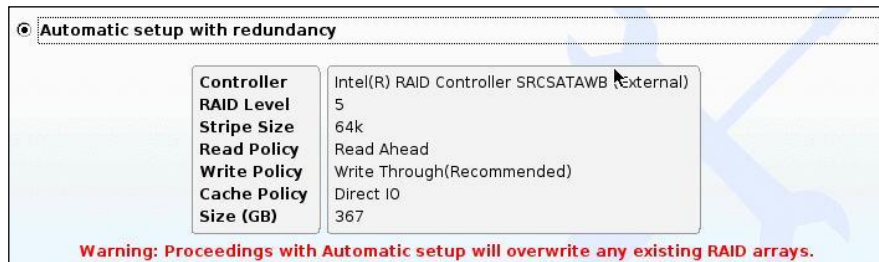 Automatic setup with redundancy
Controller Intel(R) RAID Controller SRCSATAWB (External)
RAID Level 5
Stripe Size 64k
Read Policy Read Ahead
Write Policy Write Through(Recommended)
Cache Policy Direct IO
Size (GB) 367
Warning: Proceedings with Automatic setup will overwrite any existing RAID arrays.